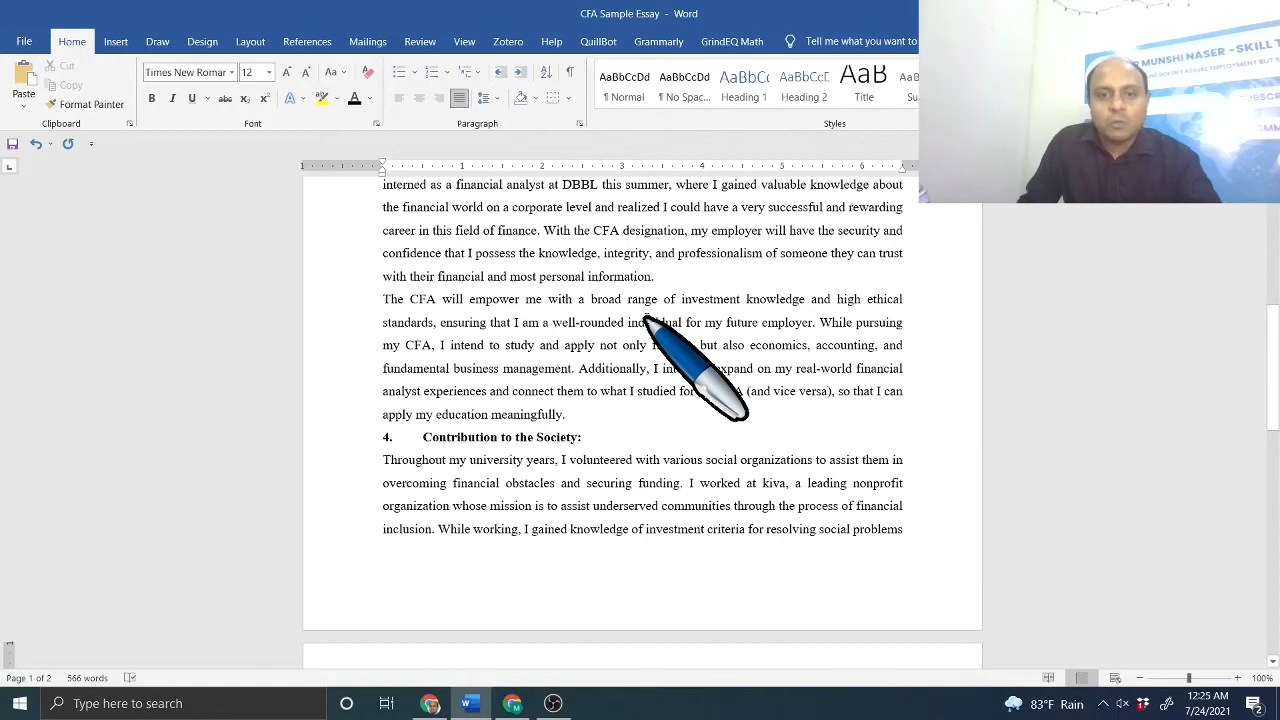 CFA Sample Essay - Word
File Home Insert Draw Design Layout References Mailings Review View Zotero Help QuillBot Grammarly GrindEQ Math Tell me what you want to
MUNSHI NASER - SKILL T
Cut
Copy
Paste
Format Painter
Times New Romar 12
AaBbCcDd AaBbCcDd AaBbCc AaBbCcD AaB
¶ Normal ¶ No Spac... Heading 1 Heading 2 Title
Clipboard Font Paragraph Styles
interned as a financial analyst at DBBL this summer, where I gained valuable knowledge about
the financial world on a corporate level and realized I could have a very successful and rewarding
career in this field of finance. With the CFA designation, my employer will have the security and
confidence that I possess the knowledge, integrity, and professionalism of someone they can trust
with their financial and most personal information.
The CFA will empower me with a broad range of investment knowledge and high ethical
standards, ensuring that I am a well-rounded individual for my future employer. While pursuing
my CFA, I intend to study and apply not only but also economics, accounting, and
fundamental business management. Additionally, I expand on my real-world financial
analyst experiences and connect them to what I studied for (and vice versa), so that I can
apply my education meaningfully.
4. Contribution to the Society:
Throughout my university years, I volunteered with various social organizations to assist them in
overcoming financial obstacles and securing funding. I worked at kiva, a leading nonprofit
organization whose mission is to assist underserved communities through the process of financial
inclusion. While working, I gained knowledge of investment criteria for resolving social problems
Page 1 of 2 566 words 100%
Type here to search
83°F Rain
12:25 AM
7/24/2021